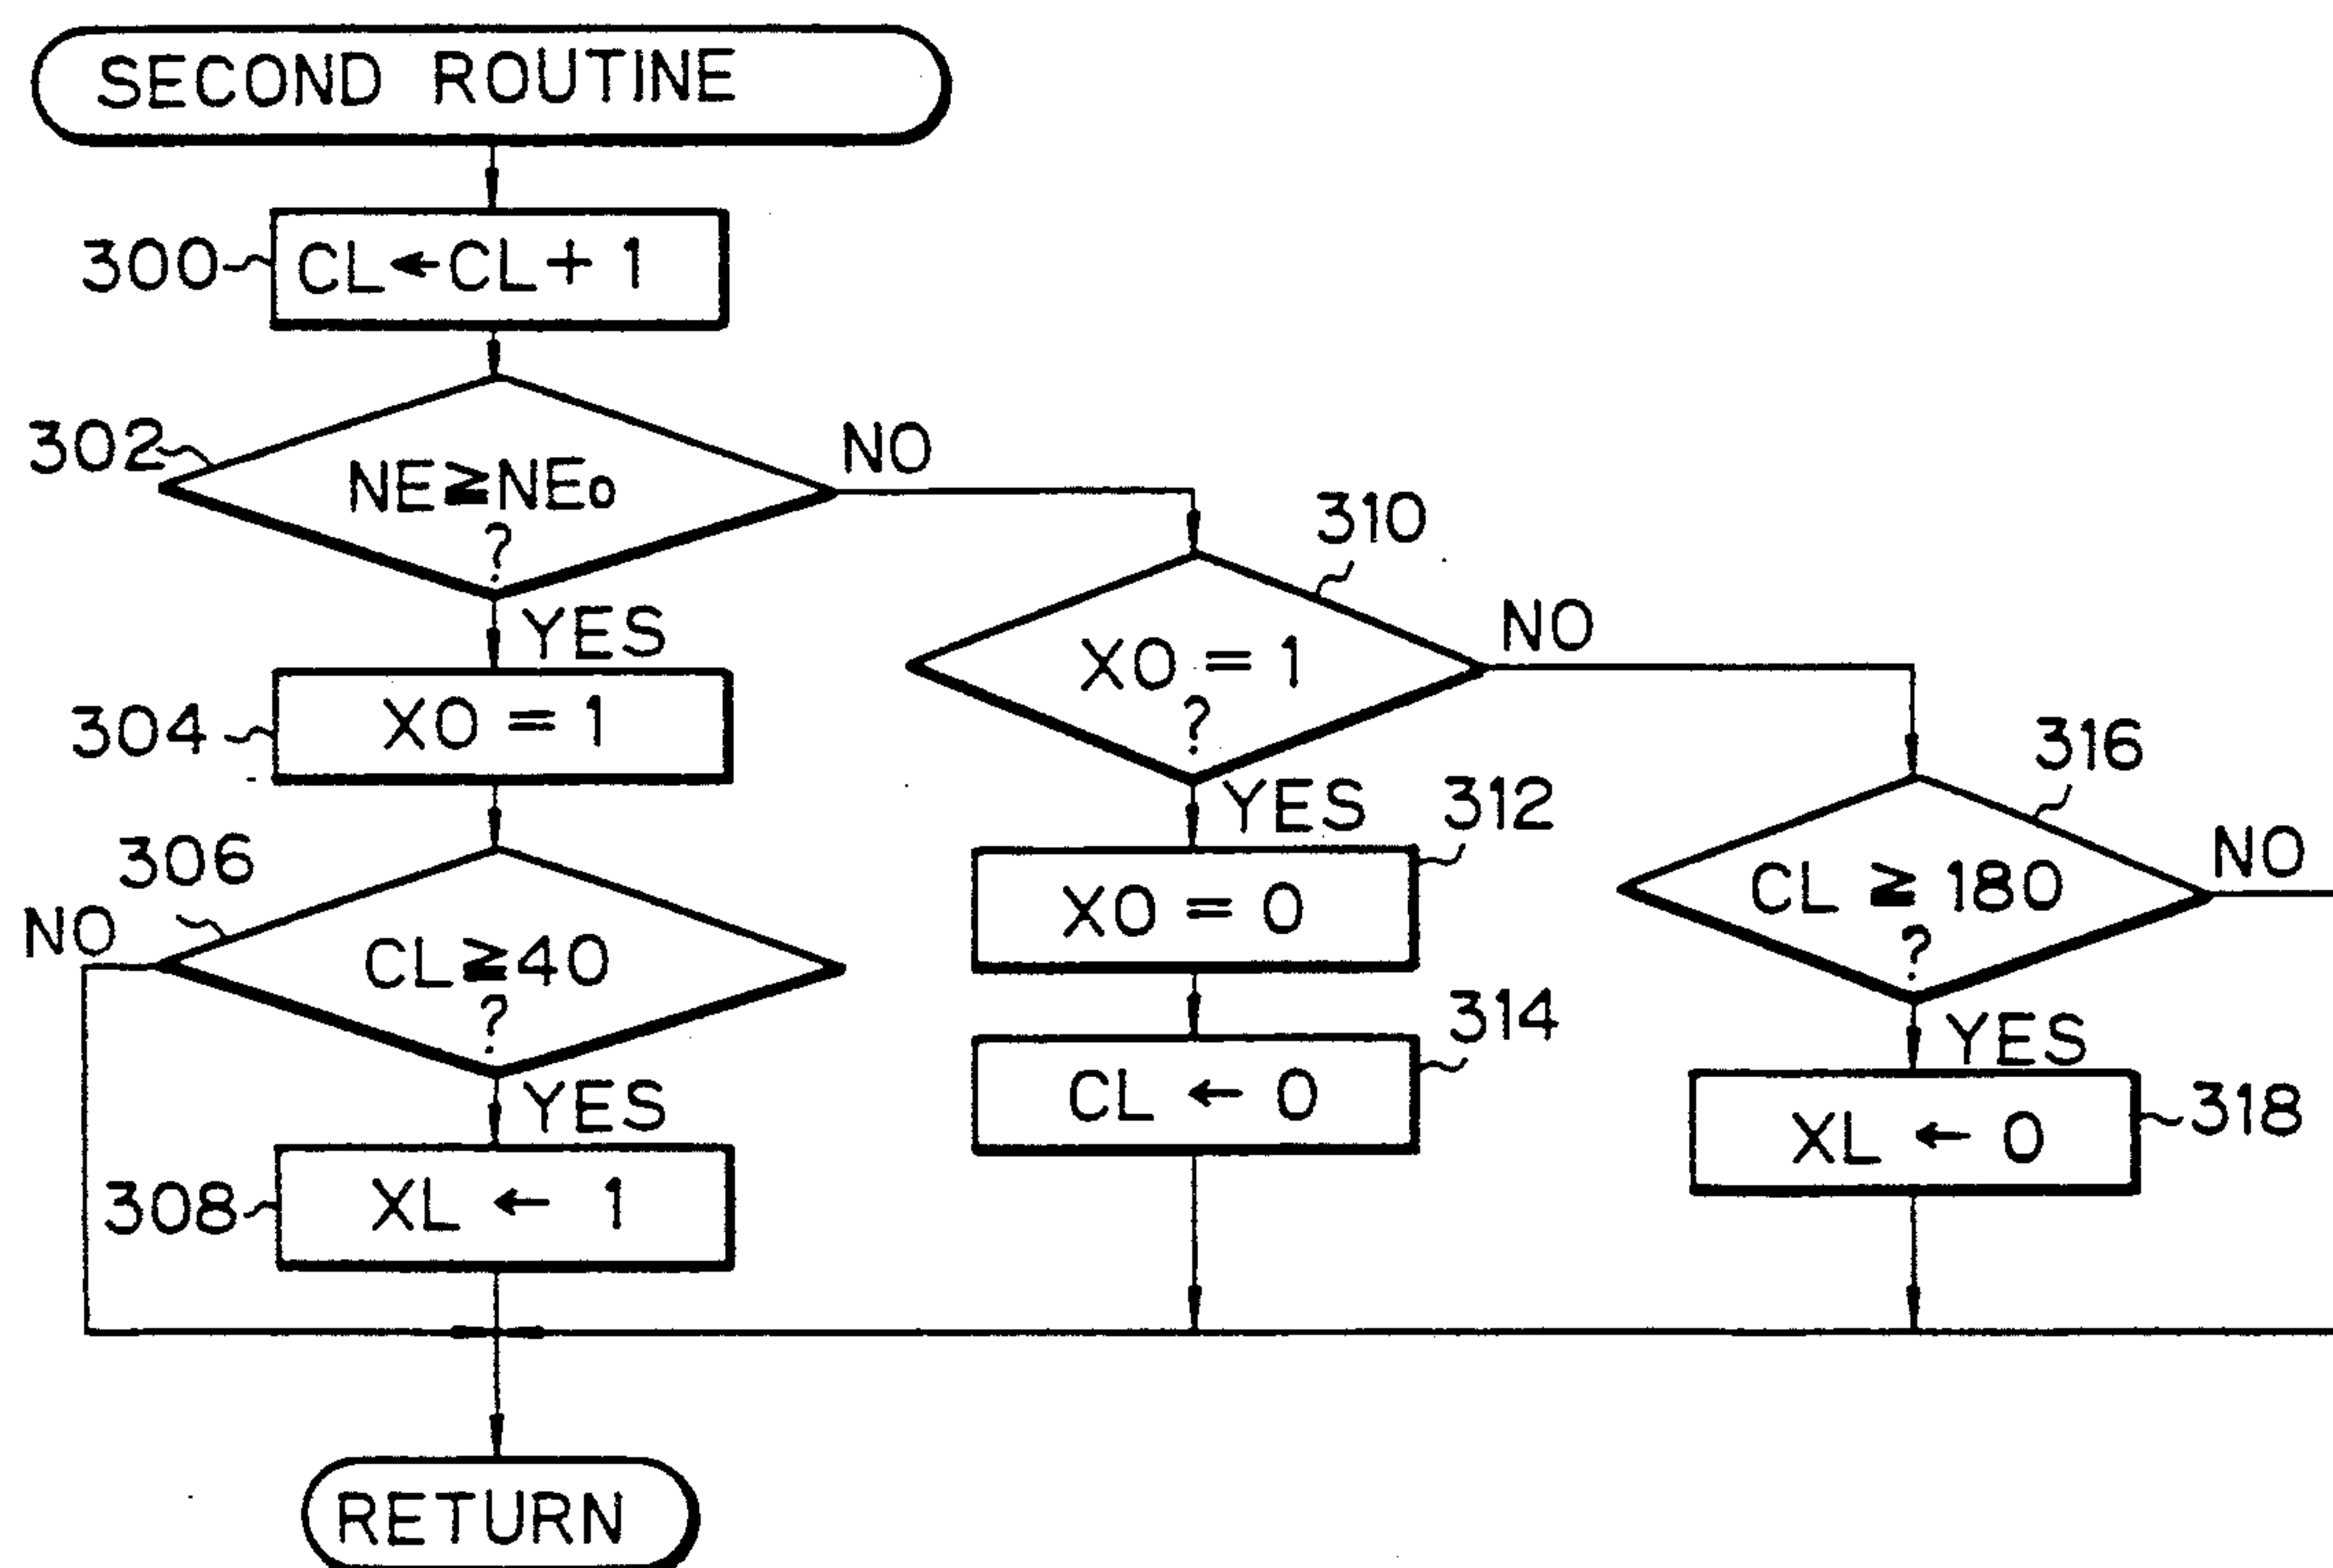 SECOND ROUTINE
300
CL←CL+1
302
NE≧NEo
?
NO
YES
304
XO=1
306
NO
CL≧40
?
YES
308
XL ← 1
310
XO=1
?
NO
YES
312
XO=0
314
CL ← 0
316
CL ≧ 180
?
NO
YES
318
XL ← 0
RETURN